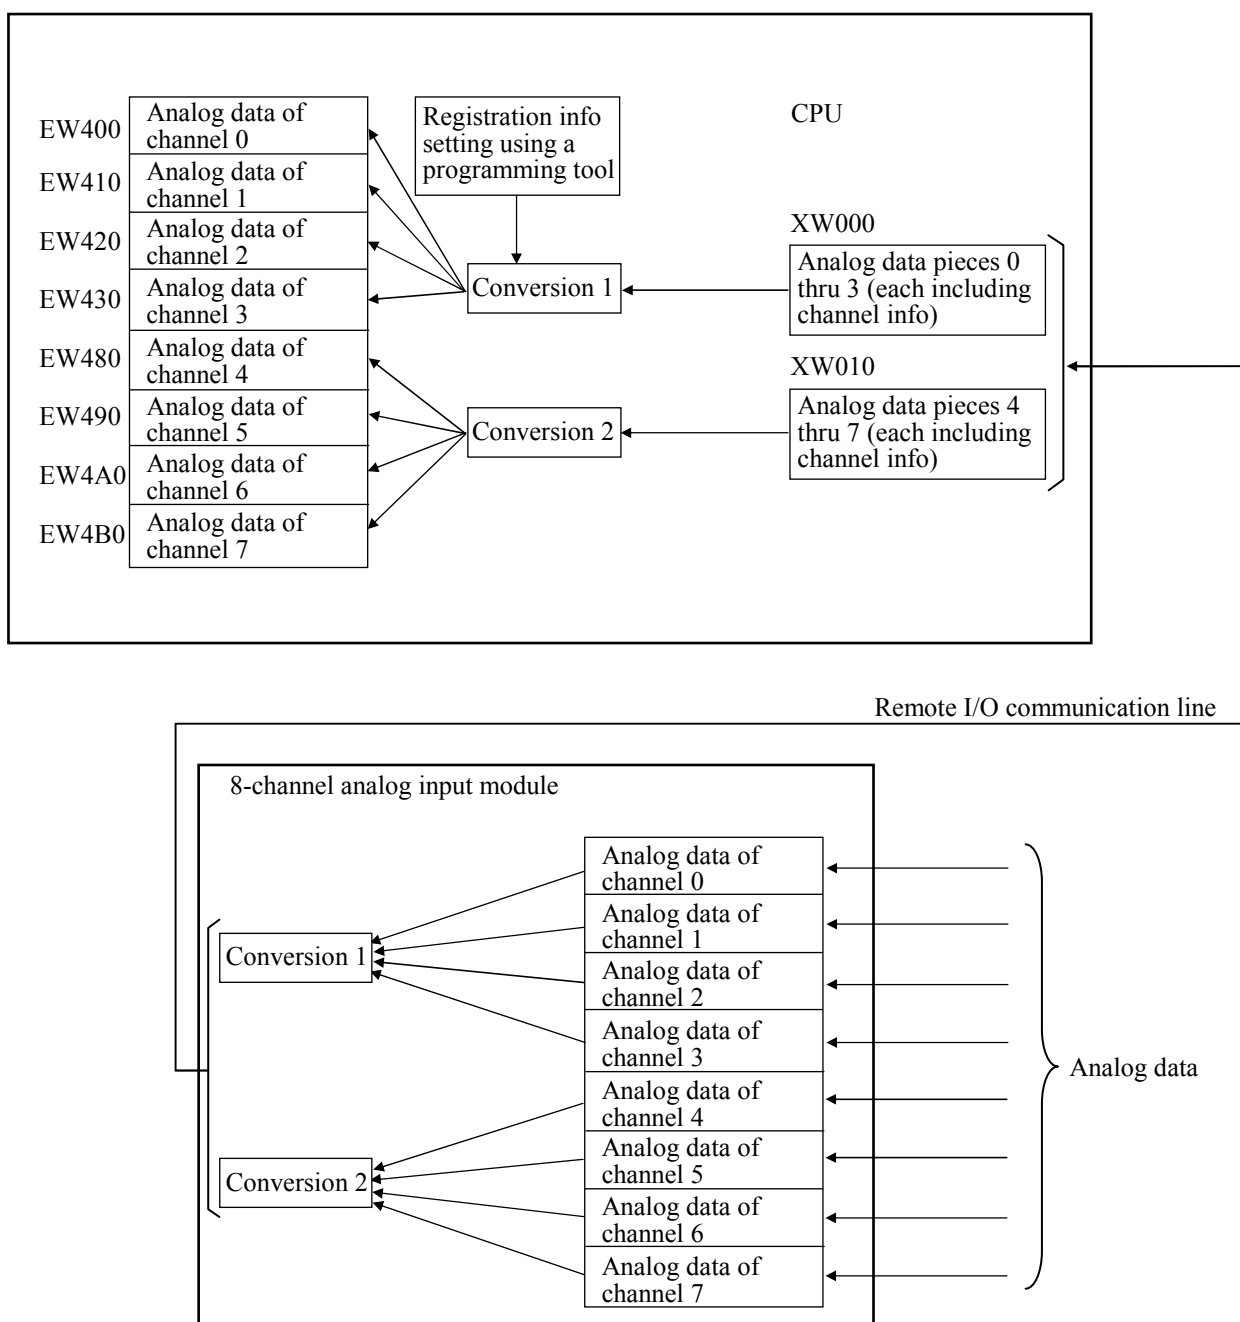 CPU
EW400
Analog data of
channel 0
EW410
Analog data of
channel 1
EW420
Analog data of
channel 2
EW430
Analog data of
channel 3
EW480
Analog data of
channel 4
EW490
Analog data of
channel 5
EW4A0
Analog data of
channel 6
EW4B0
Analog data of
channel 7
Registration info
setting using a
programming tool
Conversion 1
Conversion 2
XW000
Analog data pieces 0
thru 3 (each including
channel info)
XW010
Analog data pieces 4
thru 7 (each including
channel info)
Remote I/O communication line
8-channel analog input module
Conversion 1
Conversion 2
Analog data of
channel 0
Analog data of
channel 1
Analog data of
channel 2
Analog data of
channel 3
Analog data of
channel 4
Analog data of
channel 5
Analog data of
channel 6
Analog data of
channel 7
Analog data